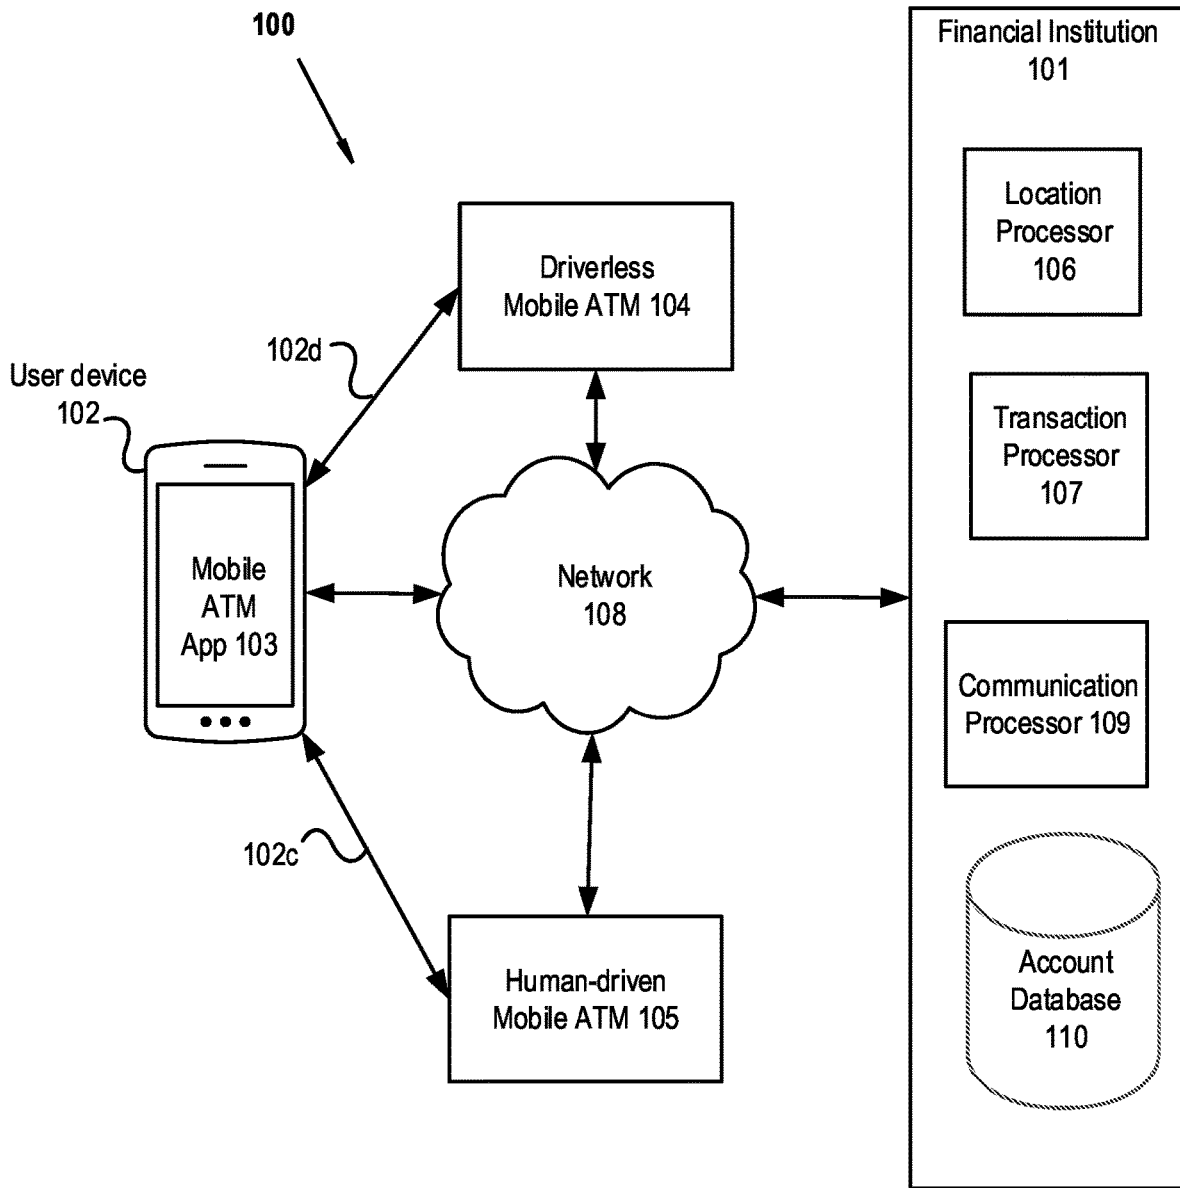 100
Financial Institution
101
Location
Processor
106
Driverless
Mobile ATM 104
102d
User device
102
Transaction
Processor
107
Mobile
ATM
App 103
Network
108
Communication
Processor 109
102c
Human-driven
Mobile ATM 105
Account
Database
110